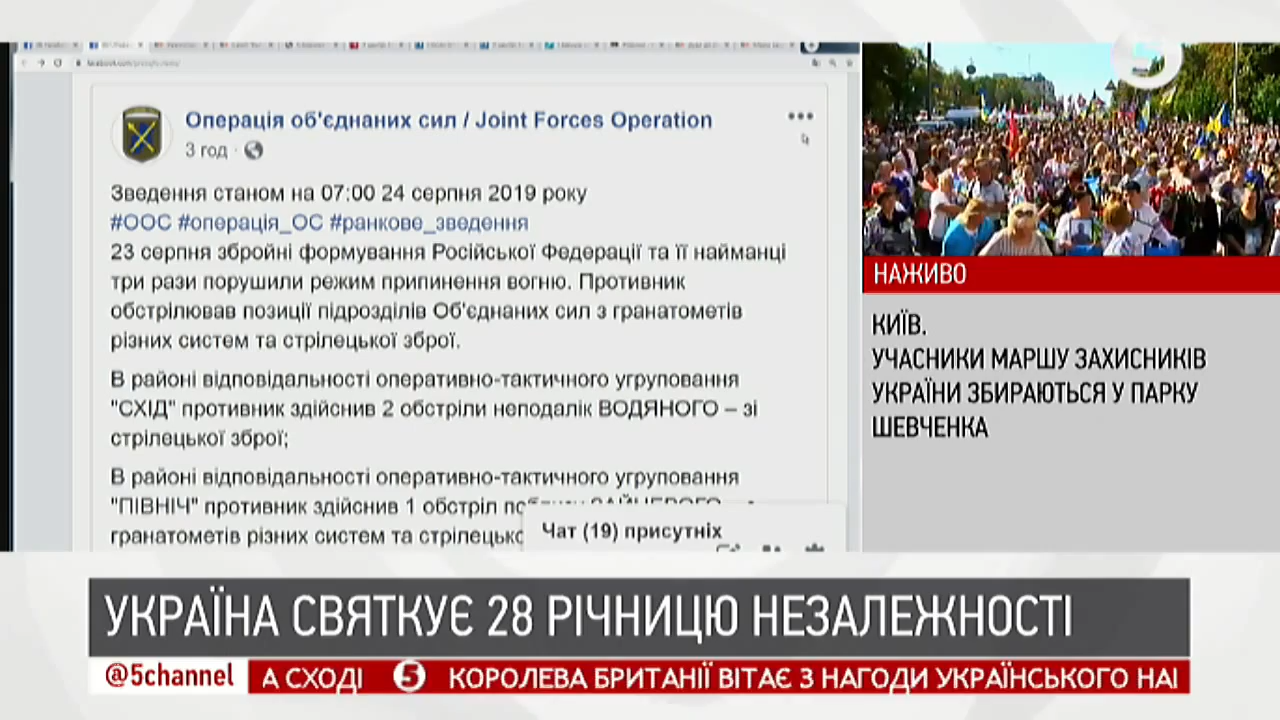 Операція об'єднаних сил / Joint Forces Operation
3 год
Зведення станом на 07:00 24 серпня 2019 року
#ООС #операція_ОС #ранкове_зведення
23 серпня збройні формування Російської Федерації та її найманці
три рази порушили режим припинення вогню. Противник
обстрілював позиції підрозділів Об'єднаних сил з гранатометів
різних систем та стрілецької зброї.
В районі відповідальності оперативно-тактичного угруповання
"СХІД" противник здійснив 2 обстріли неподалік ВОДЯНОГО – зі
стрілецької зброї;
В районі відповідальності оперативно-тактичного угруповання
"ПІВНІЧ" противник здійснив 1 обстріл
гранатометів різних систем та
Чат (19) присутніх
5
НАЖИВО
КИЇВ.
УЧАСНИКИ МАРШУ ЗАХИСНИКІВ
УКРАЇНИ ЗБИРАЮТЬСЯ У ПАРКУ
ШЕВЧЕНКА
УКРАЇНА СВЯТКУЄ 28 РІЧНИЦЮ НЕЗАЛЕЖНОСТІ
@5channel А СХОДІ 5 КОРОЛЕВА БРИТАНІЇ ВІТАЄ З НАГОДИ УКРАЇНСЬКОГО НАІ